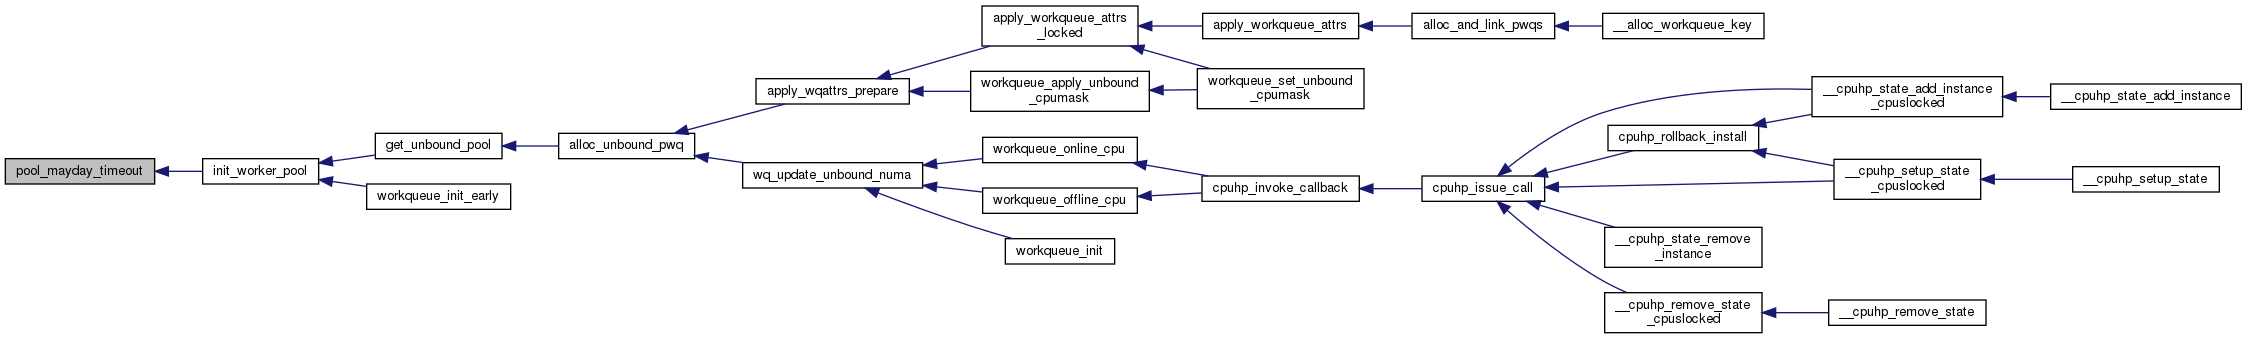 pool_mayday_timeout
init_worker_pool
get_unbound_pool
workqueue_init_early
alloc_unbound_pwq
apply_wqattrs_prepare
wq_update_unbound_numa
apply_workqueue_attrs
_locked
workqueue_apply_unbound
_cpumask
workqueue_online_cpu
workqueue_offline_cpu
workqueue_init
apply_workqueue_attrs
workqueue_set_unbound
_cpumask
cpuhp_invoke_callback
alloc_and_link_pwqs
cpuhp_issue_call
__alloc_workqueue_key
cpuhp_rollback_install
__cpuhp_state_remove
_instance
__cpuhp_remove_state
_cpuslocked
__cpuhp_state_add_instance
_cpuslocked
__cpuhp_setup_state
_cpuslocked
__cpuhp_remove_state
__cpuhp_state_add_instance
__cpuhp_setup_state